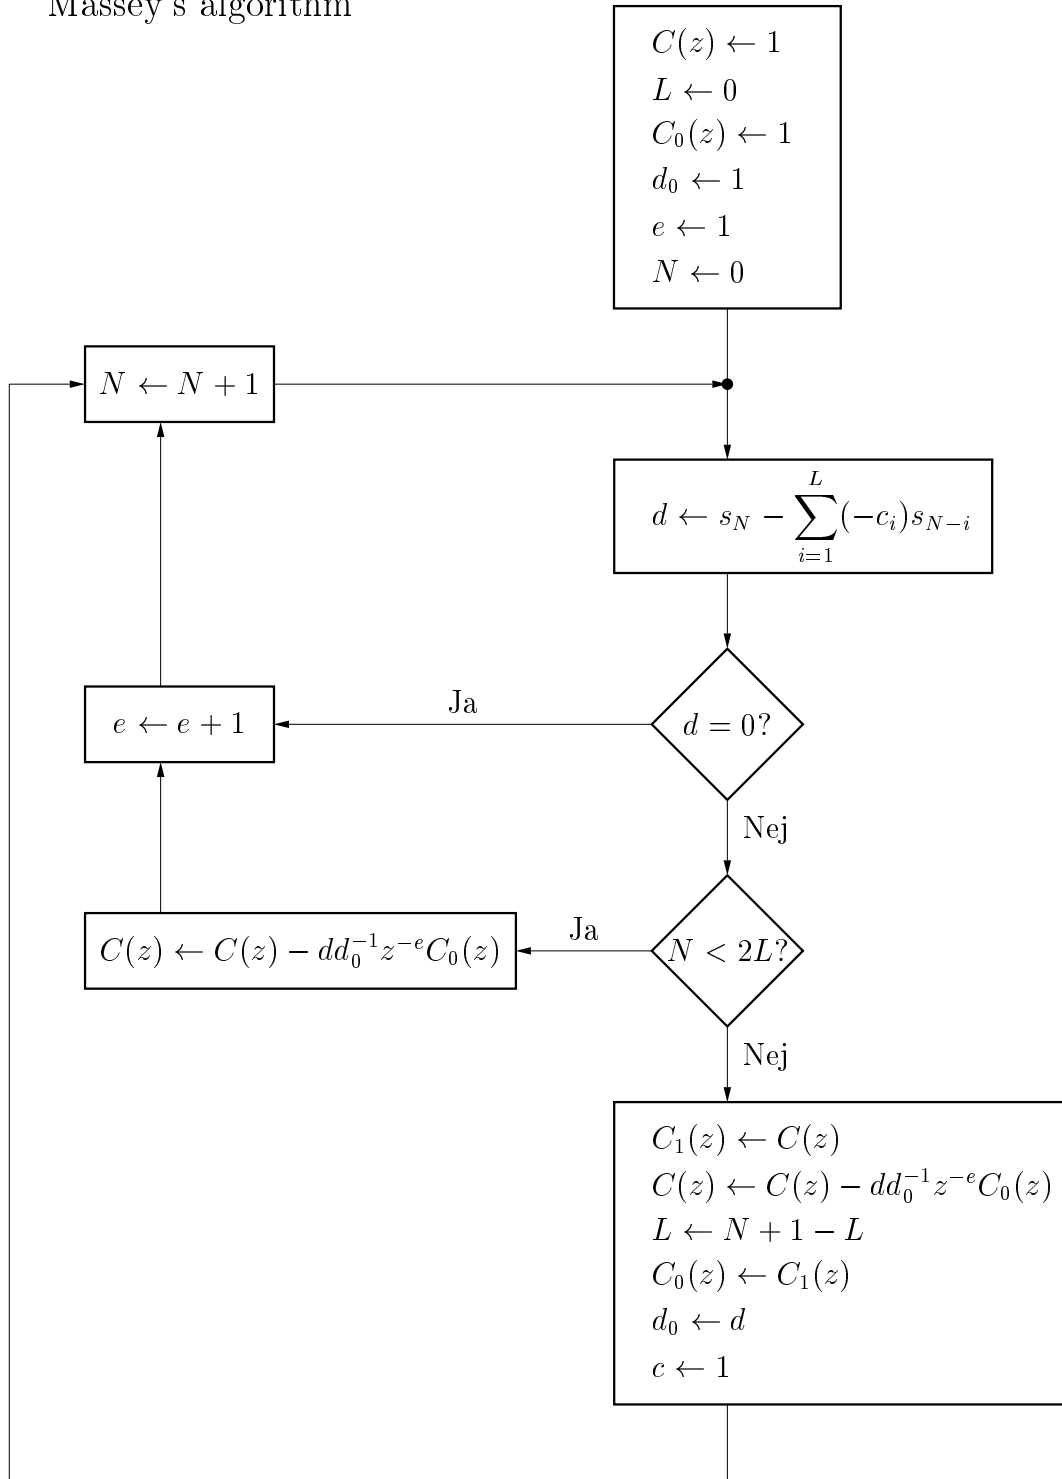 Massey's algorithm
C(z) ← 1
L ← 0
C₀(z) ← 1
d₀ ← 1
e ← 1
N ← 0
N ← N + 1
d ← s_N − ∑_{i=1}^{L} (−c_i)s_{N−i}
e ← e + 1
Ja
d = 0?
Nej
C(z) ← C(z) − dd₀⁻¹z⁻ᵉC₀(z)
Ja
N < 2L?
Nej
C₁(z) ← C(z)
C(z) ← C(z) − dd₀⁻¹z⁻ᵉC₀(z)
L ← N + 1 − L
C₀(z) ← C₁(z)
d₀ ← d
c ← 1